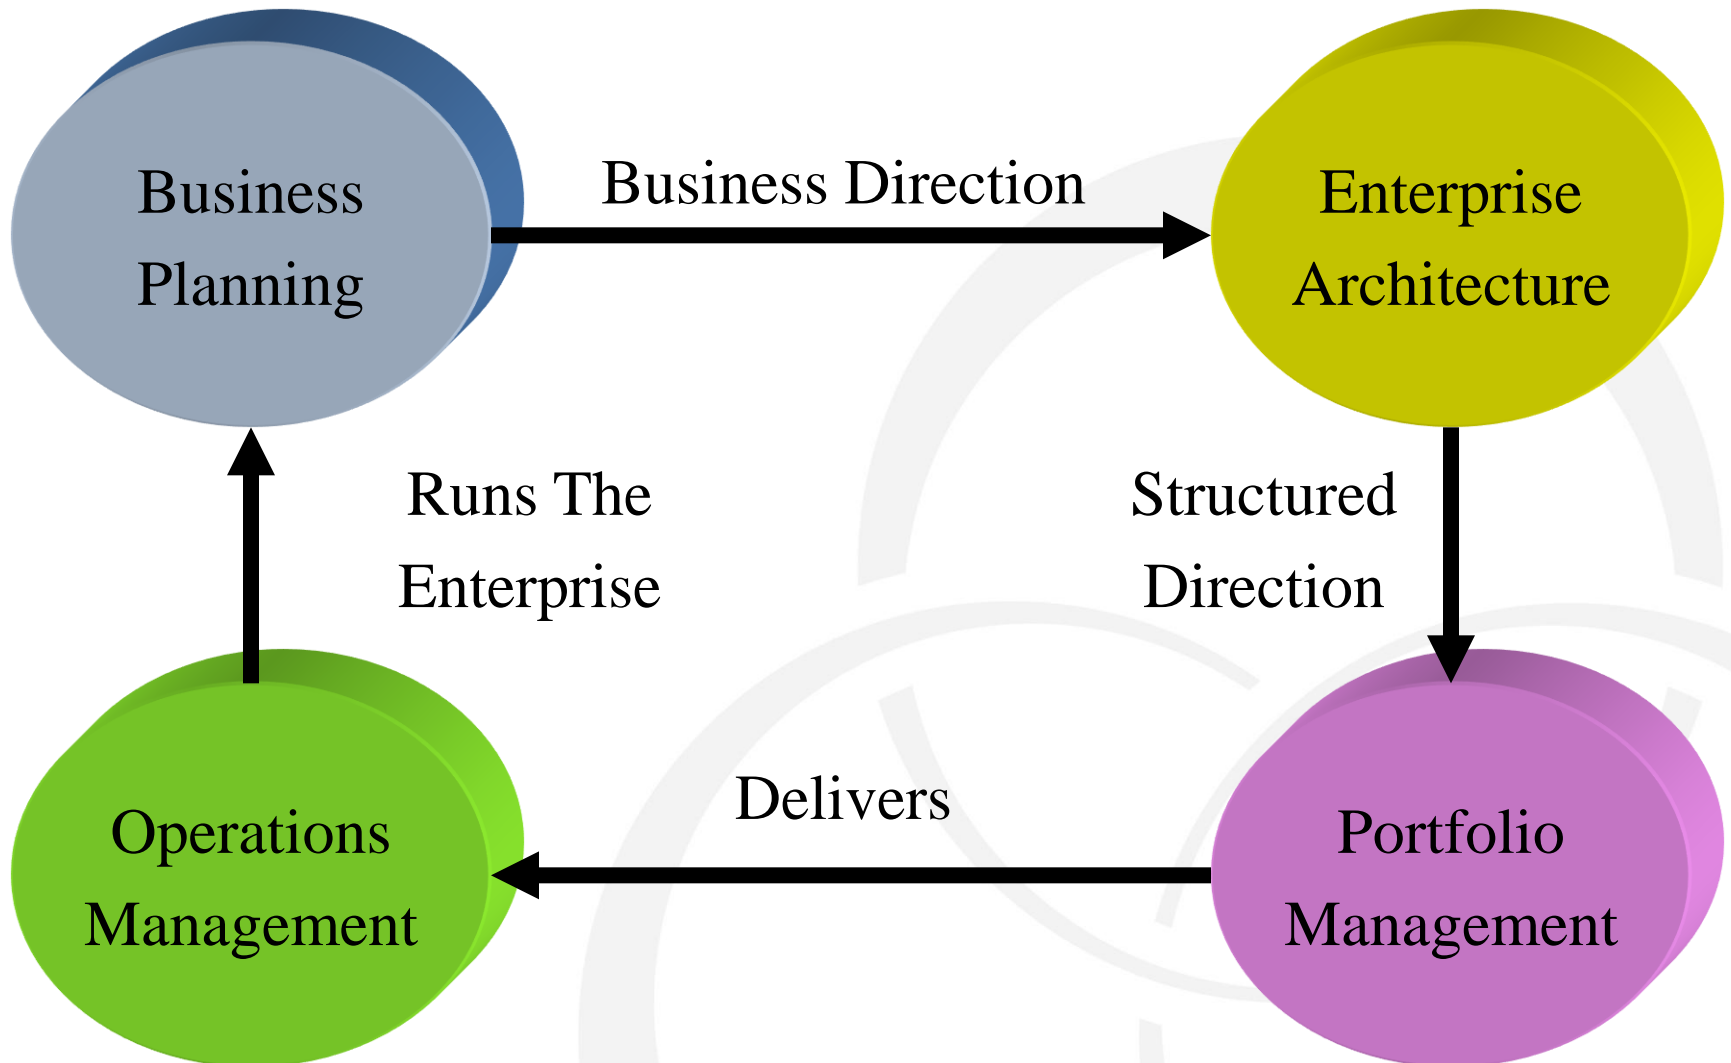 Business
Planning
Business Direction
Enterprise
Architecture
Runs The
Enterprise
Structured
Direction
Operations
Management
Delivers
Portfolio
Management